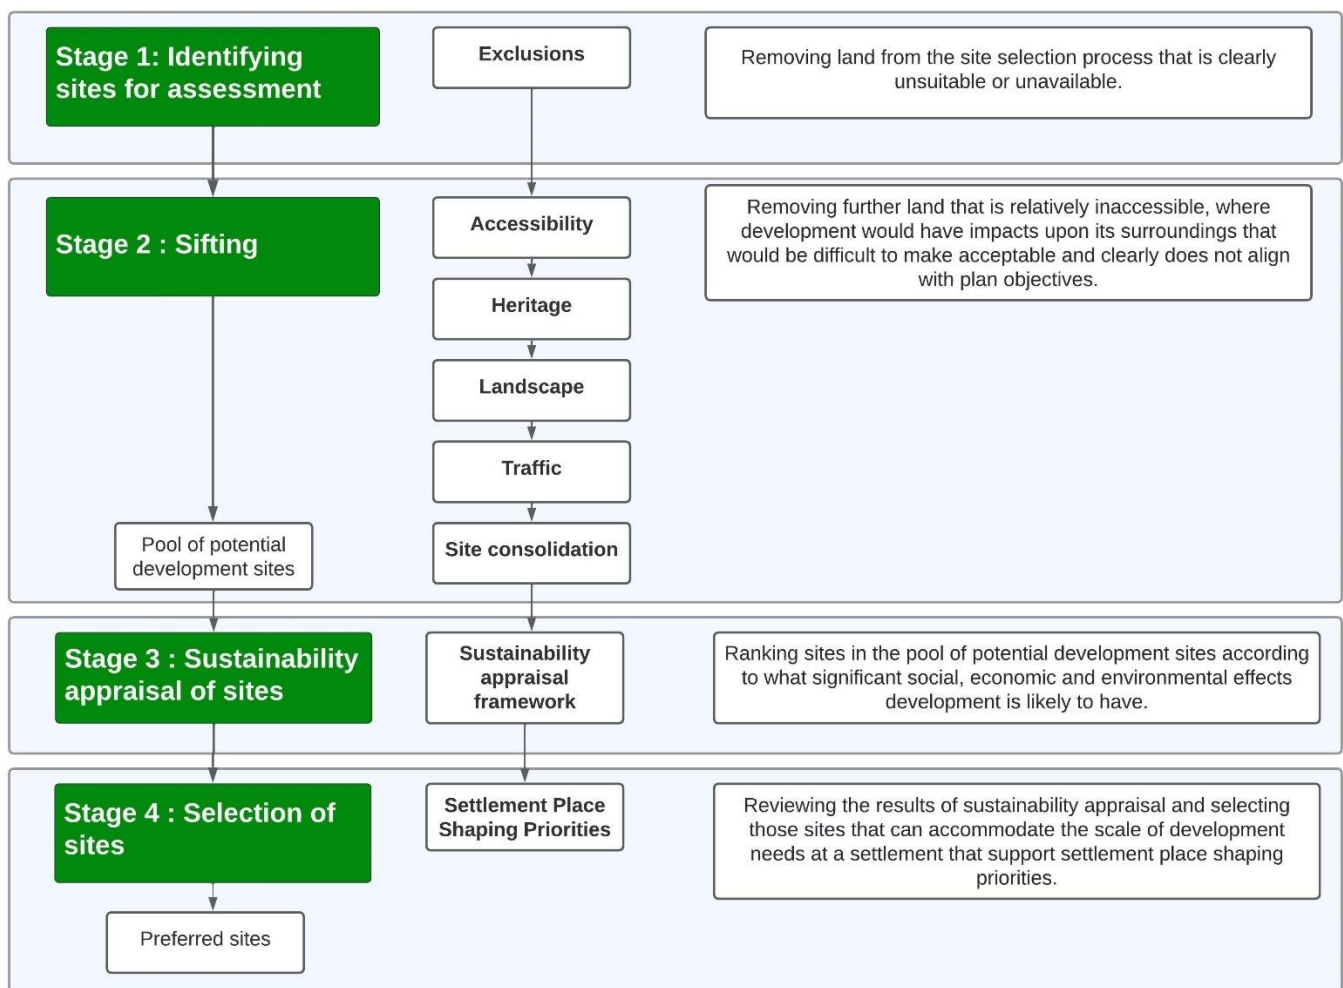 Stage 1: Identifying
sites for assessment
Exclusions
Removing land from the site selection process that is clearly
unsuitable or unavailable.
Stage 2 : Sifting
Accessibility
Heritage
Landscape
Traffic
Site consolidation
Removing further land that is relatively inaccessible, where
development would have impacts upon its surroundings that
would be difficult to make acceptable and clearly does not align
with plan objectives.
Pool of potential
development sites
Stage 3 : Sustainability
appraisal of sites
Sustainability
appraisal
framework
Ranking sites in the pool of potential development sites according
to what significant social, economic and environmental effects
development is likely to have.
Stage 4 : Selection of
sites
Settlement Place
Shaping Priorities
Reviewing the results of sustainability appraisal and selecting
those sites that can accommodate the scale of development
needs at a settlement that support settlement place shaping
priorities.
Preferred sites